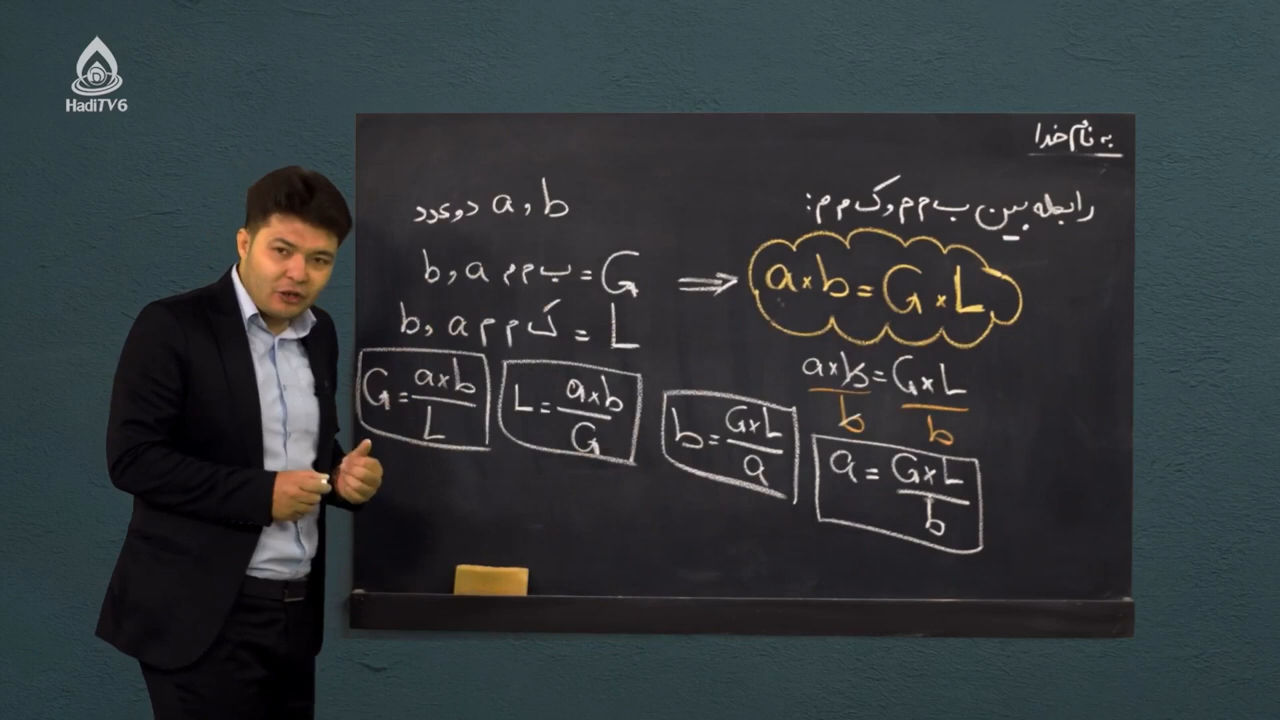 HadiTV6
به نام خدا
رابطه بین ب م م و ک م م:
a×b=G×L
a×b=G×L
b b
a=G×L
b
b=G×L
a
دو عدد a,b
ب م م a,b=G ⇒
ک م م a,b=L
L=a×b
G
G=a×b
L